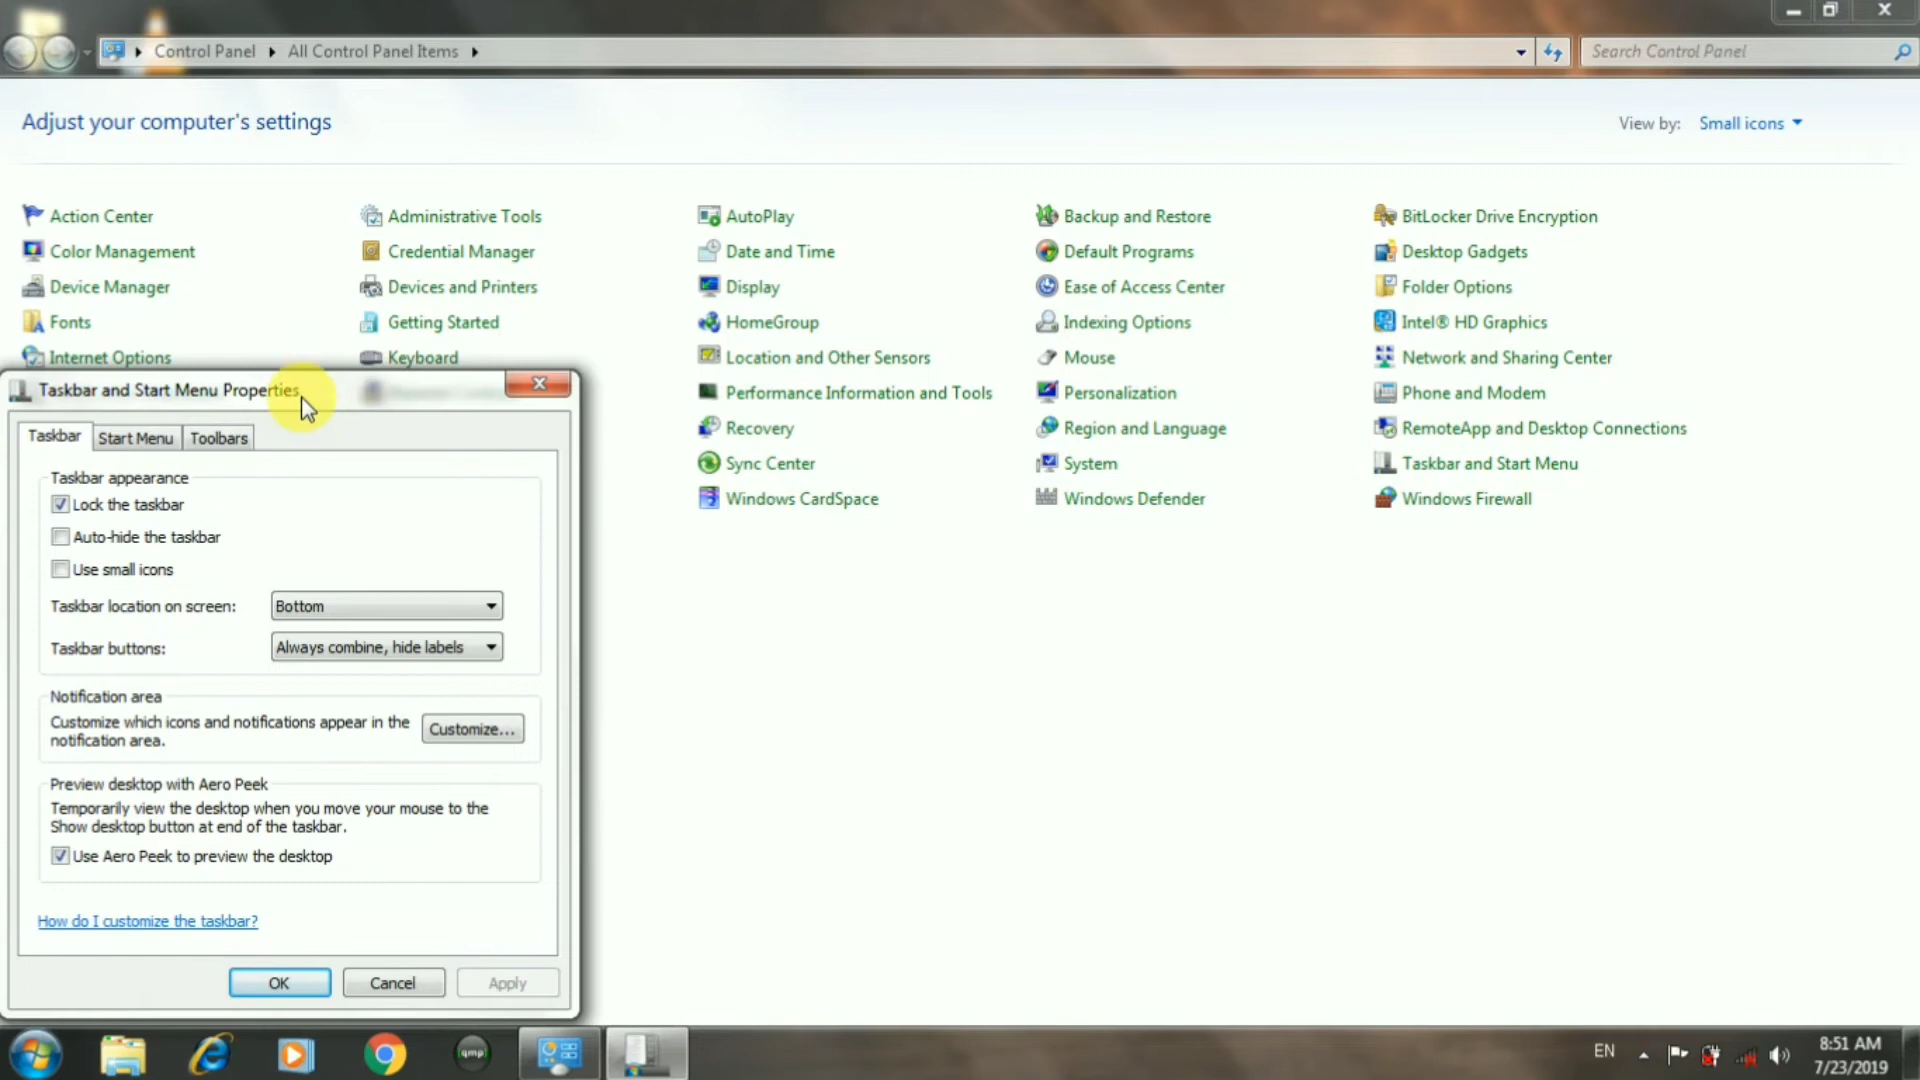 Control Panel
All Control Panel Items
Search Control Panel
Adjust your computer's settings
View by: Small icons
Action Center
Administrative Tools
AutoPlay
Backup and Restore
BitLocker Drive Encryption
Color Management
Credential Manager
Date and Time
Default Programs
Desktop Gadgets
Device Manager
Devices and Printers
Display
Ease of Access Center
Folder Options
Fonts
Getting Started
HomeGroup
Indexing Options
Intel® HD Graphics
Internet Options
Keyboard
Location and Other Sensors
Mouse
Network and Sharing Center
Performance Information and Tools
Personalization
Phone and Modem
Recovery
Region and Language
RemoteApp and Desktop Connections
Sync Center
System
Taskbar and Start Menu
Windows CardSpace
Windows Defender
Windows Firewall
Taskbar and Start Menu Properties
Taskbar
Start Menu
Toolbars
Taskbar appearance
Lock the taskbar
Auto-hide the taskbar
Use small icons
Taskbar location on screen: Bottom
Taskbar buttons: Always combine, hide labels
Notification area
Customize which icons and notifications appear in the
notification area.
Customize...
Preview desktop with Aero Peek
Temporarily view the desktop when you move your mouse to the
Show desktop button at end of the taskbar.
Use Aero Peek to preview the desktop
How do I customize the taskbar?
OK
Cancel
Apply
qmp
EN
8:51 AM
7/23/2019